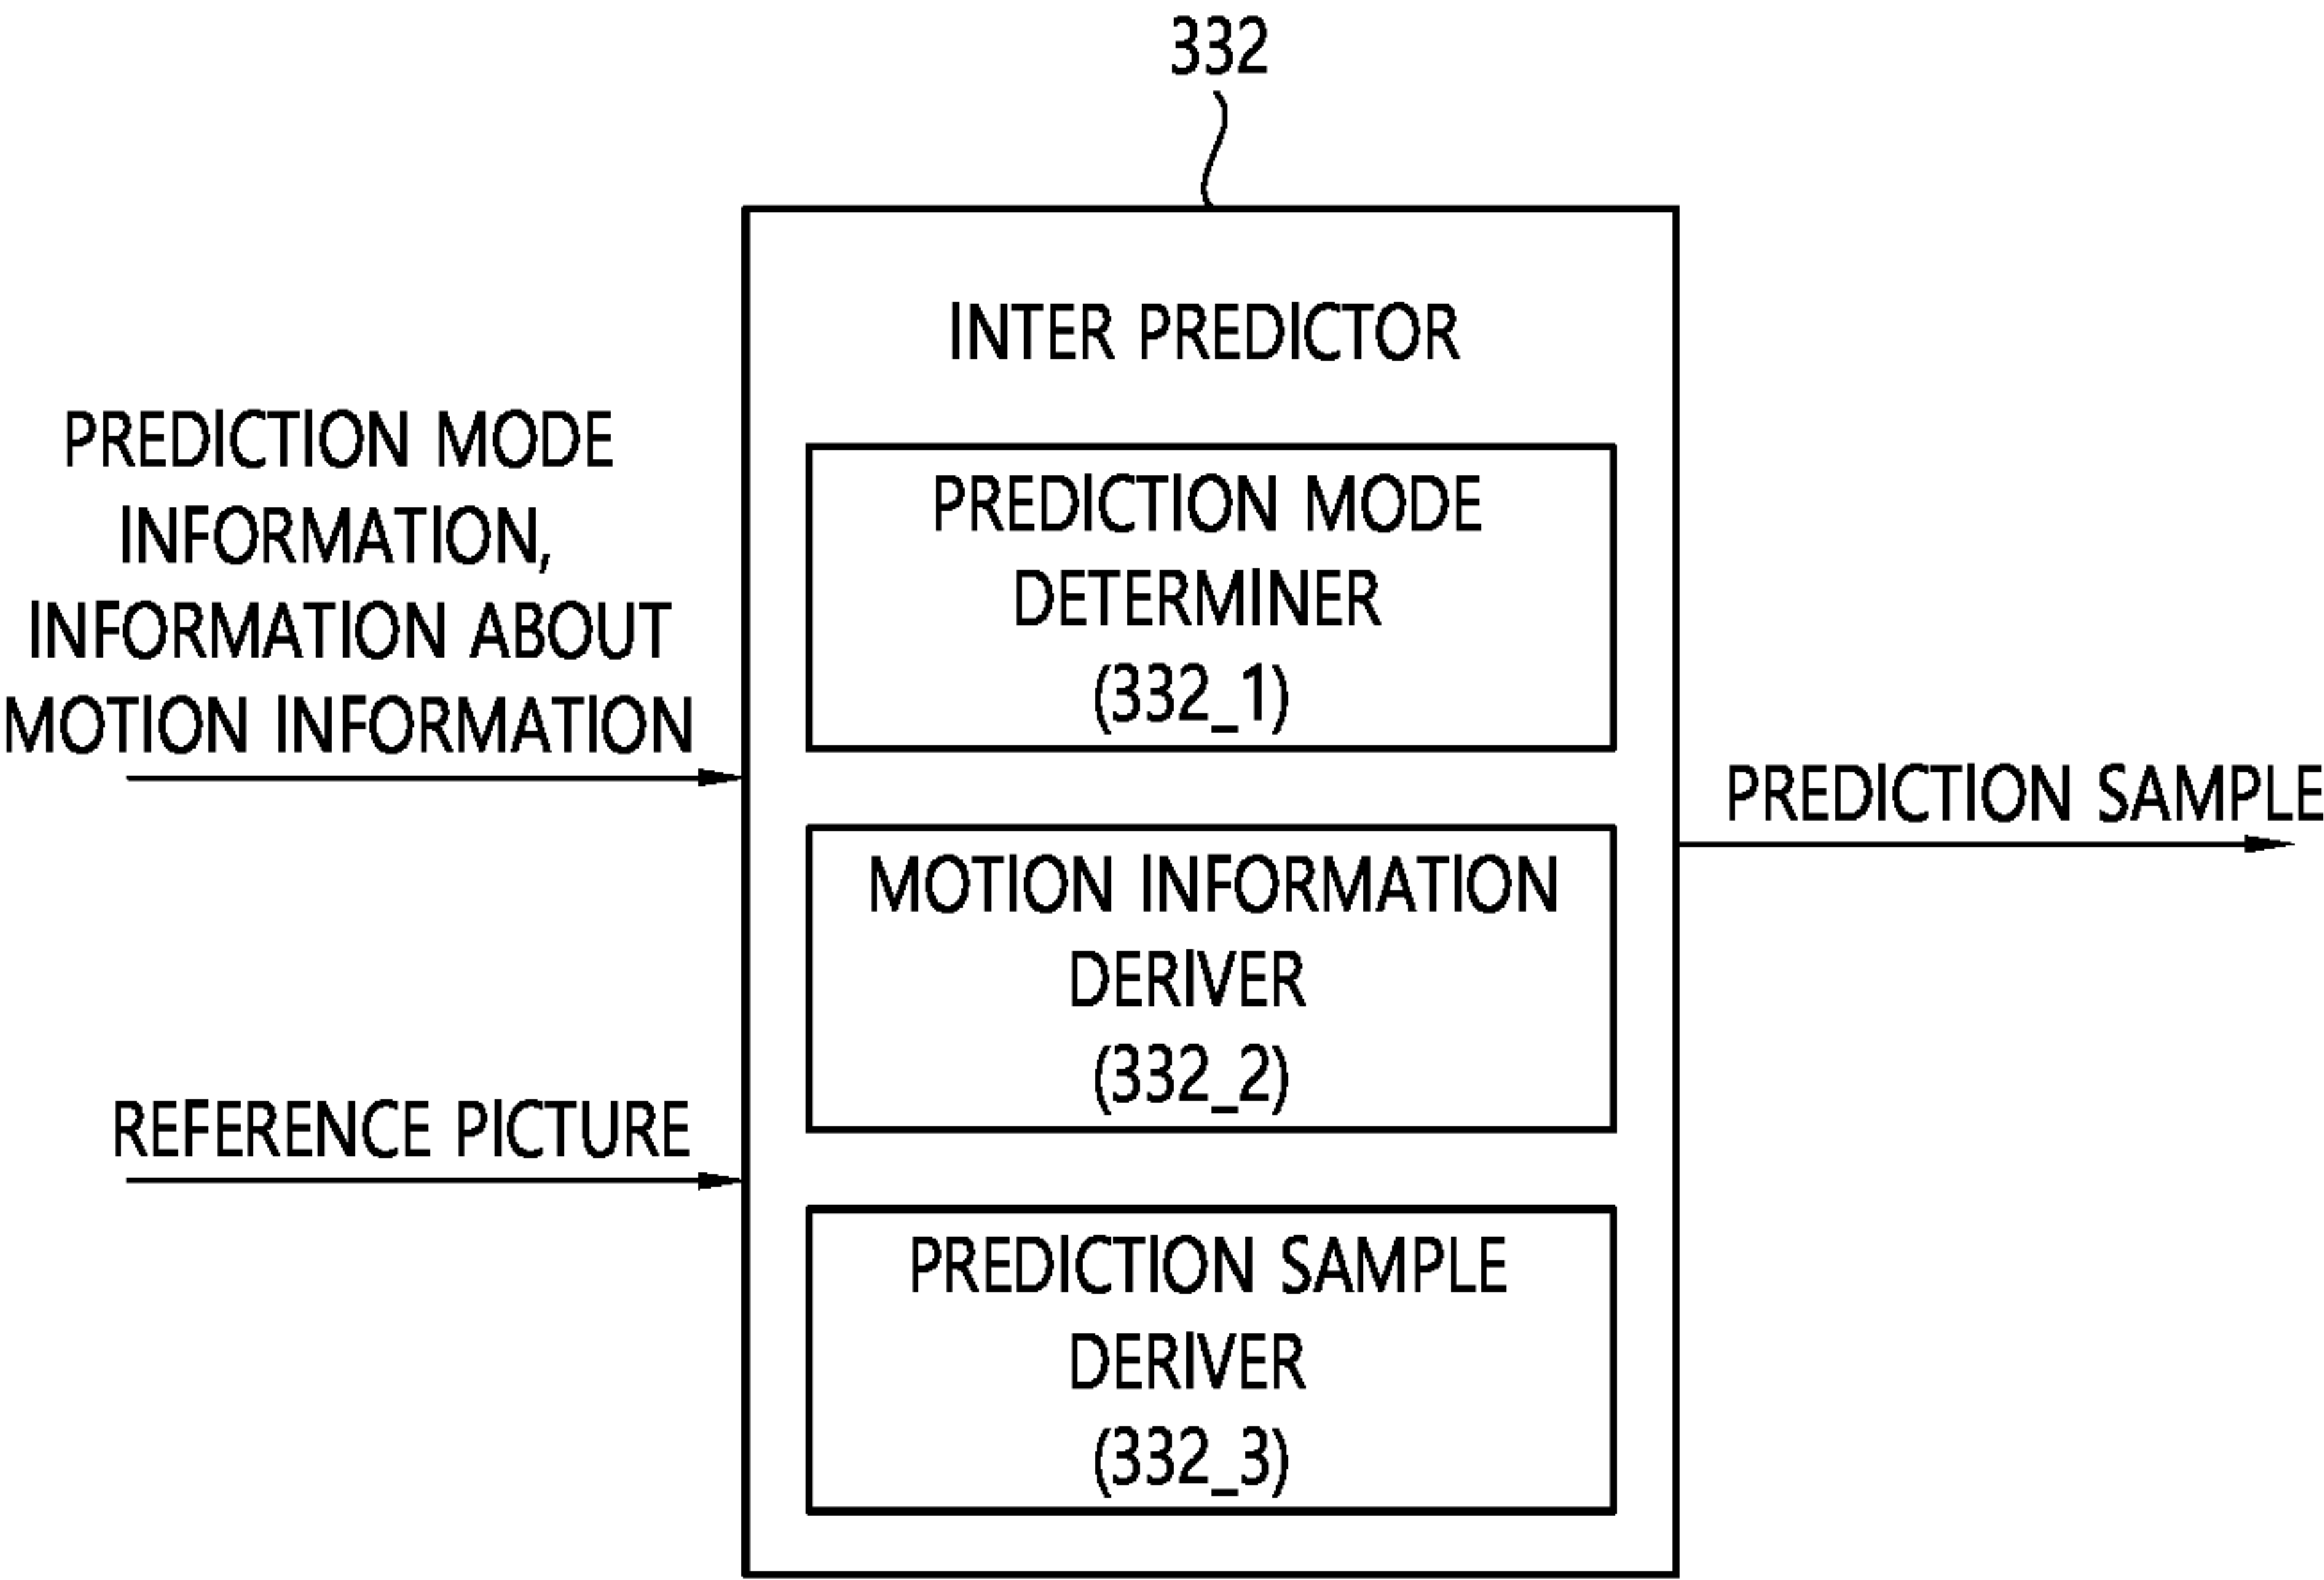 332
INTER PREDICTOR
PREDICTION MODE
INFORMATION,
INFORMATION ABOUT
MOTION INFORMATION
REFERENCE PICTURE
PREDICTION MODE
DETERMINER
(332_1)
MOTION INFORMATION
DERIVER
(332_2)
PREDICTION SAMPLE
DERIVER
(332_3)
PREDICTION SAMPLE